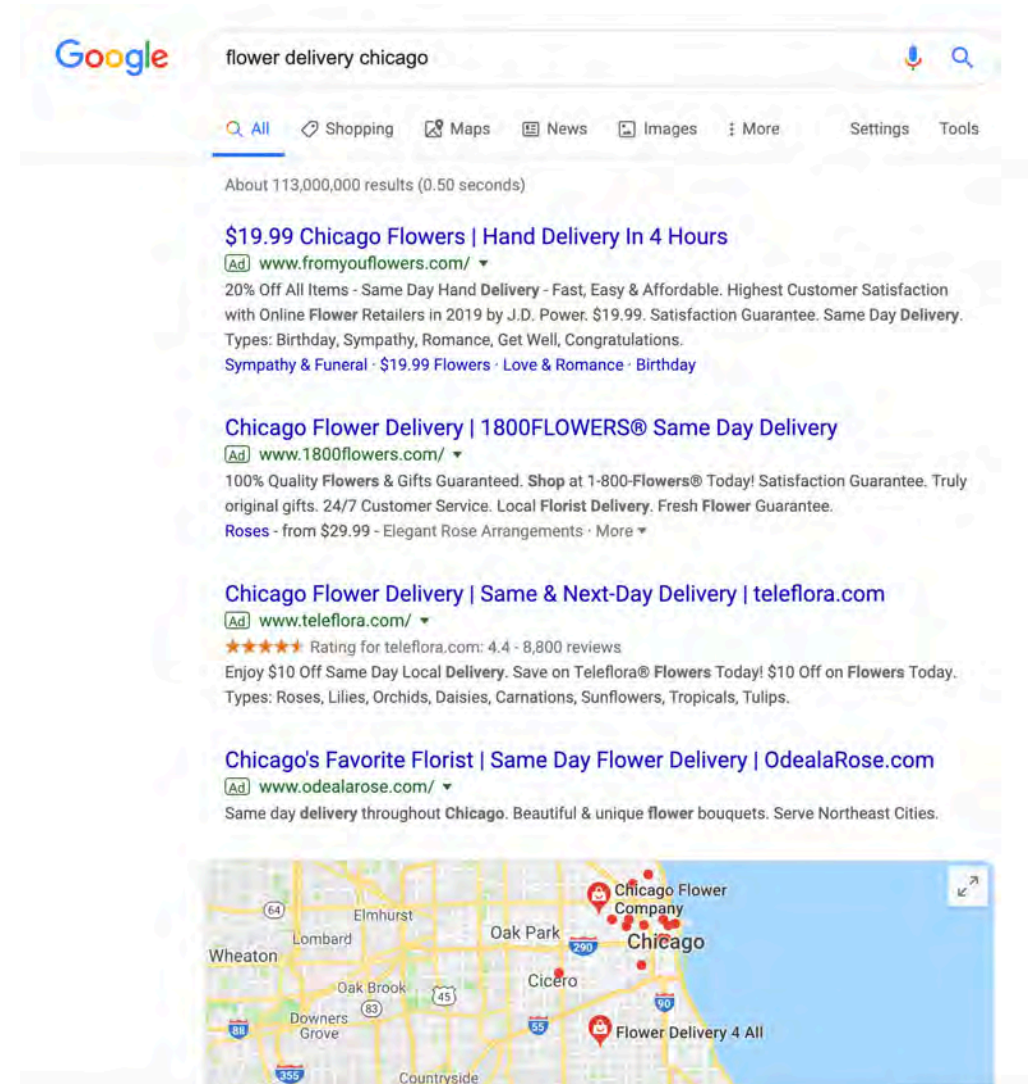 Google
flower delivery chicago
All Shopping Maps News Images More Settings Tools
About 113,000,000 results (0.50 seconds)
$19.99 Chicago Flowers | Hand Delivery In 4 Hours
Ad www.fromyouflowers.com/
20% Off All Items - Same Day Hand Delivery - Fast, Easy & Affordable. Highest Customer Satisfaction
with Online Flower Retailers in 2019 by J.D. Power. $19.99. Satisfaction Guarantee. Same Day Delivery.
Types: Birthday, Sympathy, Romance, Get Well, Congratulations.
Sympathy & Funeral · $19.99 Flowers · Love & Romance · Birthday
Chicago Flower Delivery | 1800FLOWERS® Same Day Delivery
Ad www.1800flowers.com/
100% Quality Flowers & Gifts Guaranteed. Shop at 1-800-Flowers® Today! Satisfaction Guarantee. Truly
original gifts. 24/7 Customer Service. Local Florist Delivery. Fresh Flower Guarantee.
Roses - from $29.99 - Elegant Rose Arrangements · More
Chicago Flower Delivery | Same & Next-Day Delivery | teleflora.com
Ad www.teleflora.com/
Rating for teleflora.com: 4.4 - 8,800 reviews
Enjoy $10 Off Same Day Local Delivery. Save on Teleflora® Flowers Today! $10 Off on Flowers Today.
Types: Roses, Lilies, Orchids, Daisies, Carnations, Sunflowers, Tropicals, Tulips.
Chicago's Favorite Florist | Same Day Flower Delivery | OdealaRose.com
Ad www.odealarose.com/
Same day delivery throughout Chicago. Beautiful & unique flower bouquets. Serve Northeast Cities.
Chicago Flower
Company
64
Elmhurst
Lombard
Oak Park
290
Chicago
Wheaton
Cicero
Oak Brook
45
83
90
Downers
Grove
88
55
Flower Delivery 4 All
355
Countryside